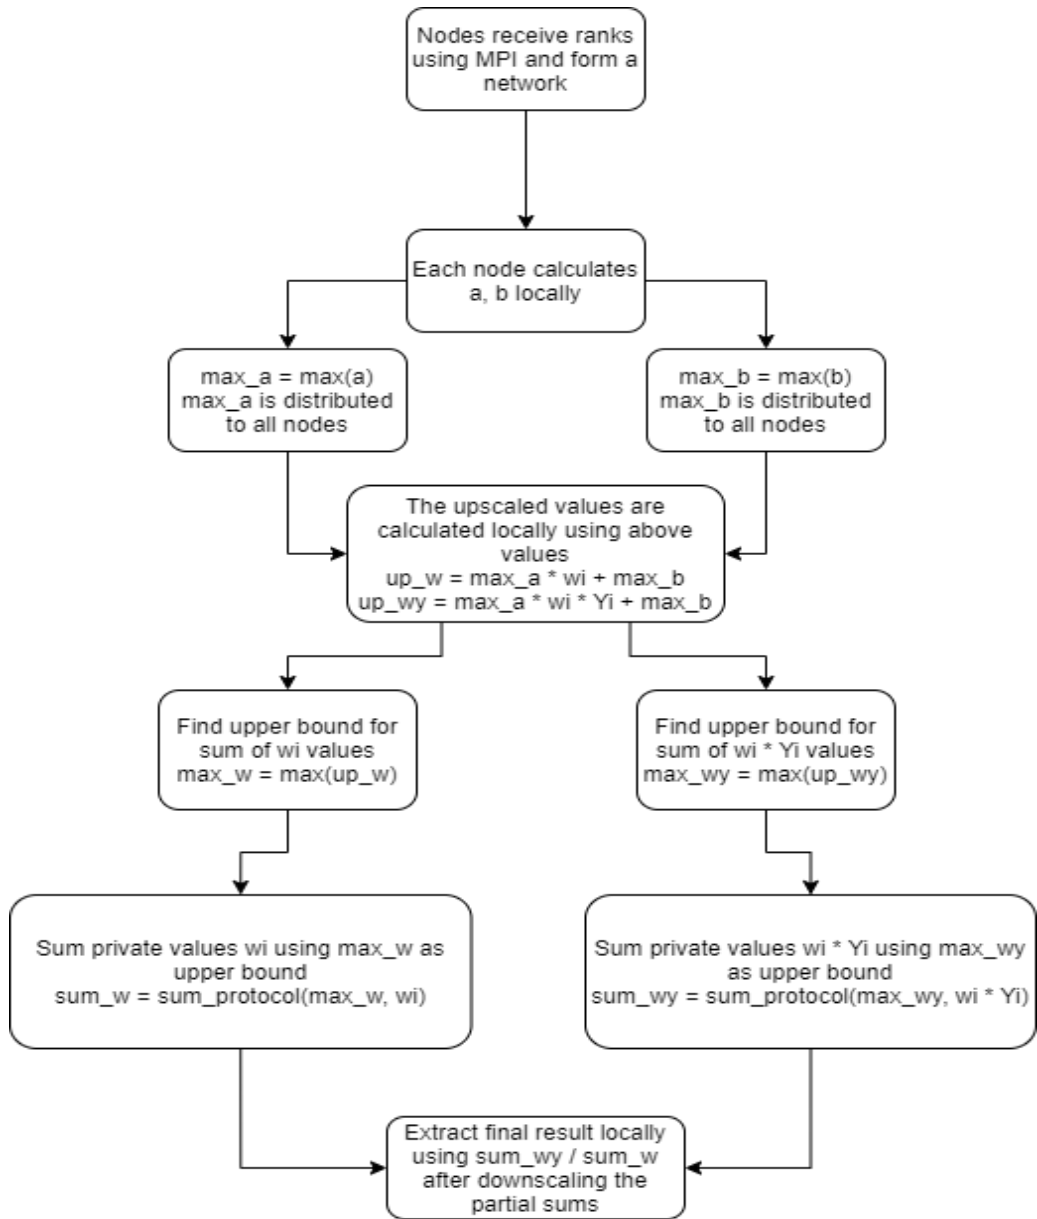 Nodes receive ranks
using MPI and form a
network
Each node calculates
a, b locally
max_a = max(a)
max_a is distributed
to all nodes
max_b = max(b)
max_b is distributed
to all nodes
The upscaled values are
calculated locally using above
values
up_w = max_a * wi + max_b
up_wy = max_a * wi * Yi + max_b
Find upper bound for
sum of wi values
max_w = max(up_w)
Find upper bound for
sum of wi * Yi values
max_wy = max(up_wy)
Sum private values wi using max_w as
upper bound
sum_w = sum_protocol(max_w, wi)
Sum private values wi * Yi using max_wy
as upper bound
sum_wy = sum_protocol(max_wy, wi * Yi)
Extract final result locally
using sum_wy / sum_w
after downscaling the
partial sums